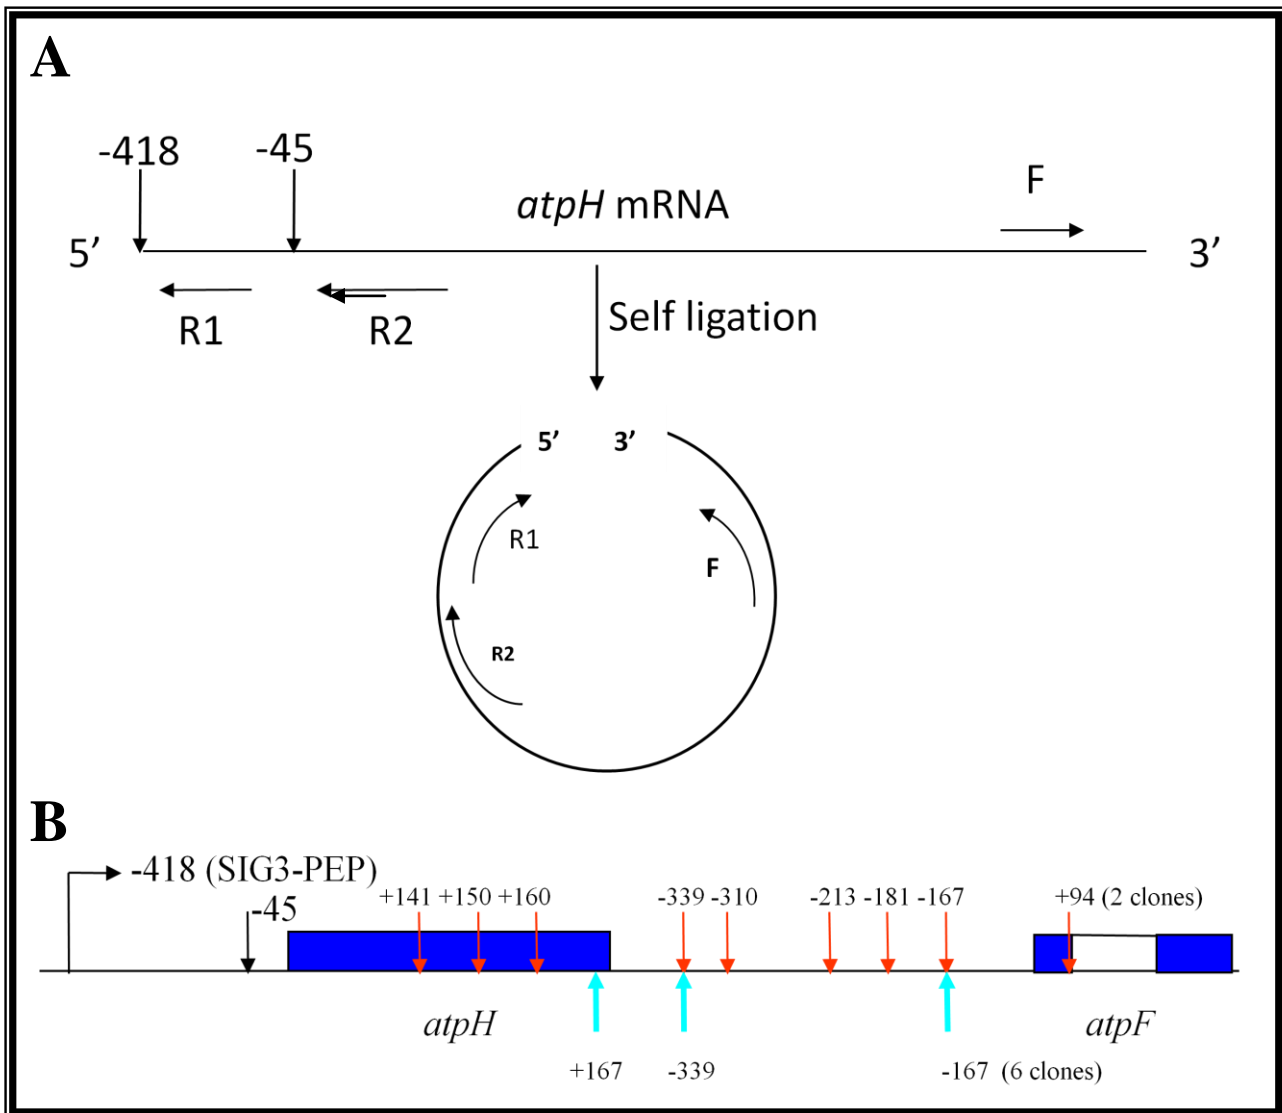 A
-418 -45
atpH mRNA F
5’ 3’
R1 R2 Self ligation
5’ 3’
R1
F
R2
B
-418 (SIG3-PEP)
-45 +141 +150 +160 -339 -310 -213 -181 -167 +94 (2 clones)
atpH atpF
+167 -339 -167 (6 clones)